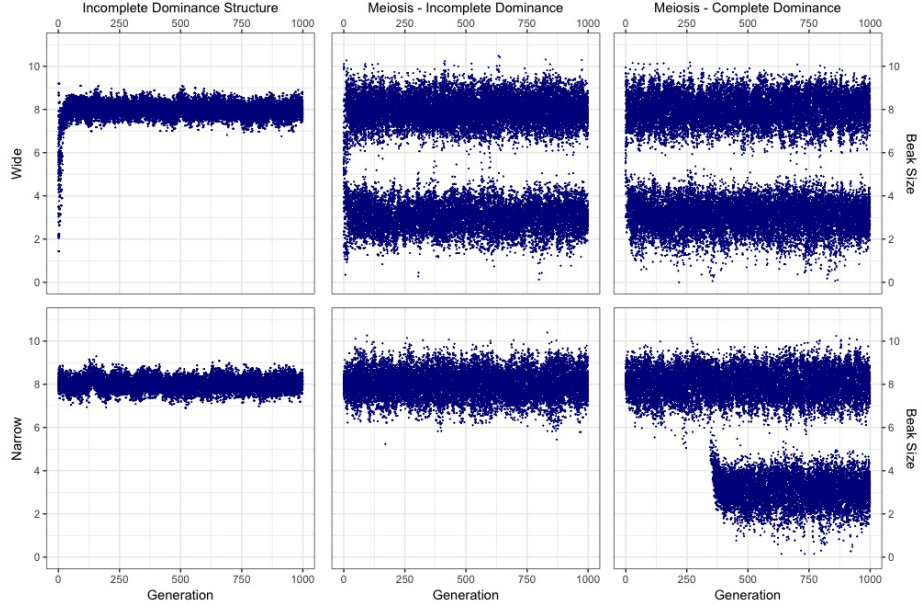 Incomplete Dominance Structure
Meiosis - Incomplete Dominance
Meiosis - Complete Dominance
0 250 500 750 1000
0 250 500 750 1000
0 250 500 750 1000
Wide
10
8
6
4
2
0
10
8
6
4
2
0
Beak Size
Narrow
10
8
6
4
2
0
10
8
6
4
2
0
Beak Size
0 250 500 750 1000
0 250 500 750 1000
0 250 500 750 1000
Generation
Generation
Generation